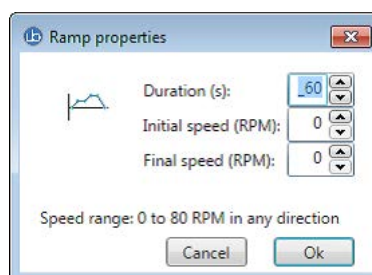 Ramp properties
Duration (s): _60
Initial speed (RPM): 0
Final speed (RPM): 0
Speed range: 0 to 80 RPM in any direction
Cancel Ok